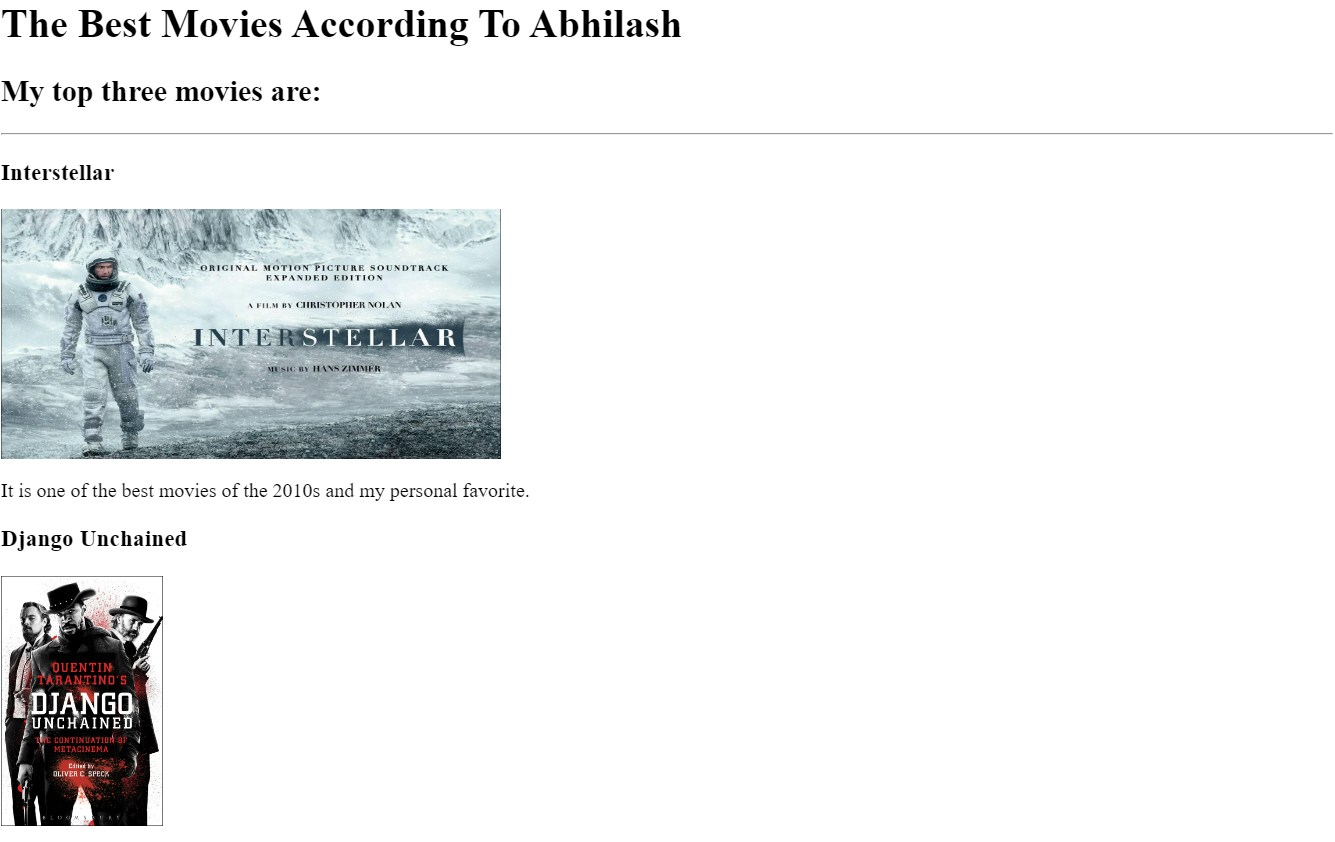 The Best Movies According To Abhilash
My top three movies are:
Interstellar
ORIGINAL MOTION PICTURE SOUNDTRACK
EXPANDED EDITION
A FILM BY CHRISTOPHER NOLAN
INTERSTELLAR
MUSIC BY HANS ZIMMER
It is one of the best movies of the 2010s and my personal favorite.
Django Unchained
QUENTIN
TARANTINO'S
DJANGO
UNCHAINED
THE CONTINUATION OF
METACINEMA
Edited by
OLIVER C. SPECK
BLOOMSBURY